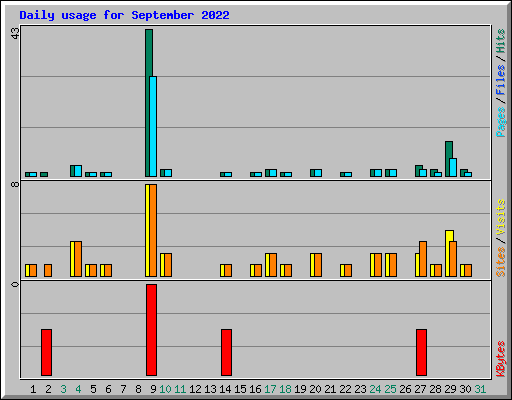 Daily usage for September 2022
43
8
0
Pages / Files / Hits
Sites / Visits
KBytes
1 2 3 4 5 6 7 8 9 10 11 12 13 14 15 16 17 18 19 20 21 22 23 24 25 26 27 28 29 30 31